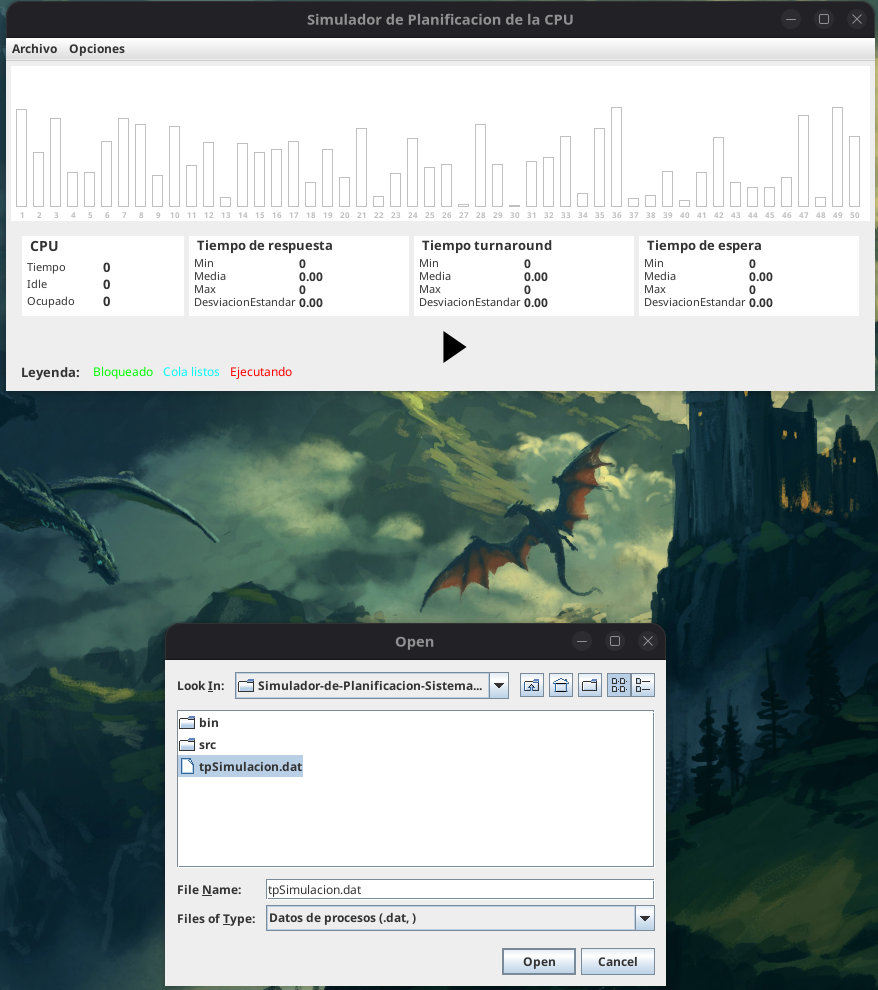 Simulador de Planificacion de la CPU
Archivo Opciones
1 2 3 4 5 6 7 8 9 10 11 12 13 14 15 16 17 18 19 20 21 22 23 24 25 26 27 28 29 30 31 32 33 34 35 36 37 38 39 40 41 42 43 44 45 46 47 48 49 50
CPU
Tiempo 0
Idle 0
Ocupado 0
Tiempo de respuesta
Min 0
Media 0.00
Max 0
DesviacionEstandar 0.00
Tiempo turnaround
Min 0
Media 0.00
Max 0
DesviacionEstandar 0.00
Tiempo de espera
Min 0
Media 0.00
Max 0
DesviacionEstandar 0.00
Leyenda: Bloqueado Cola listos Ejecutando
Open
Look In: Simulador-de-Planificacion-Sistema...
bin
src
tpSimulacion.dat
File Name: tpSimulacion.dat
Files of Type: Datos de procesos (.dat, )
Open Cancel